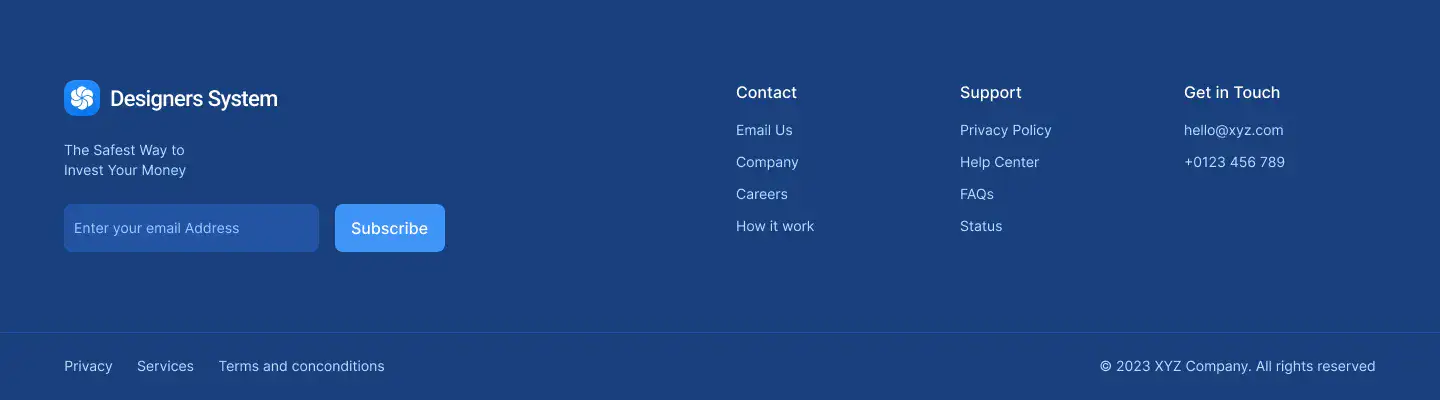 Designers System
The Safest Way to
Invest Your Money
Enter your email Address
Subscribe
Contact
Email Us
Company
Careers
How it work
Support
Privacy Policy
Help Center
FAQs
Status
Get in Touch
hello@xyz.com
+0123 456 789
Privacy
Services
Terms and conconditions
© 2023 XYZ Company. All rights reserved